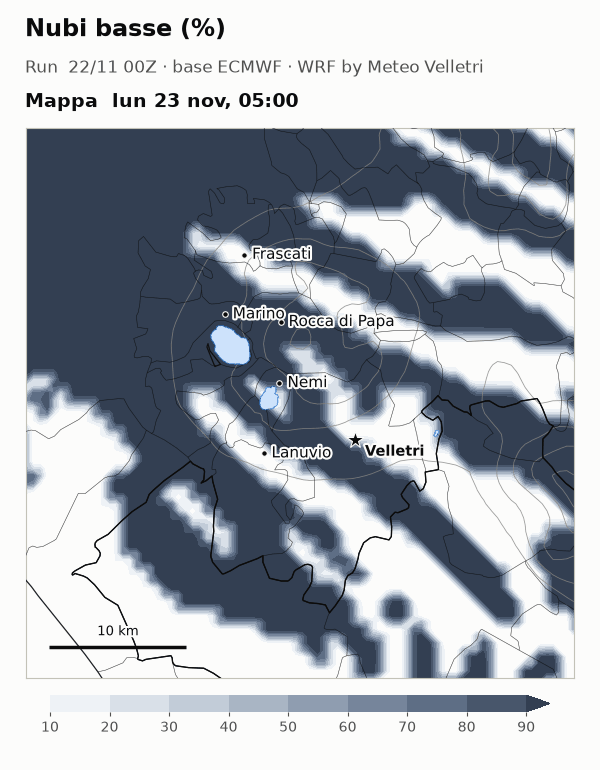 Nubi basse (%)
Run  22/11 00Z · base ECMWF · WRF by Meteo Velletri
Mappa  lun 23 nov, 05:00
Frascati
Marino
Rocca di Papa
Nemi
Velletri
Lanuvio
10 km
10 20 30 40 50 60 70 80 90